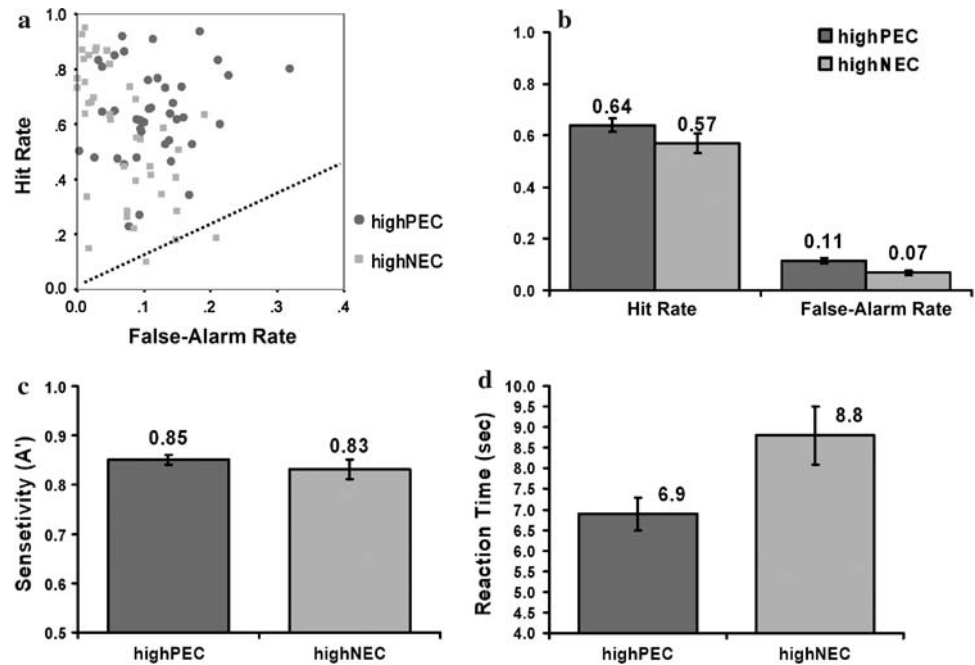 a
1.0
.8
.6
.4
.2
0.0
Hit Rate
0.0 .1 .2 .3 .4
False-Alarm Rate
highPEC
highNEC
b
1.0
0.8
0.6
0.4
0.2
0.0
highPEC
highNEC
0.64
0.57
0.11
0.07
Hit Rate False-Alarm Rate
c
1.0
0.9
0.8
0.7
0.6
0.5
Sensetivity (A')
0.85
0.83
highPEC highNEC
d
10.0
9.5
9.0
8.5
8.0
7.5
7.0
6.5
6.0
5.5
5.0
4.5
4.0
Reaction Time (sec)
6.9
8.8
highPEC highNEC